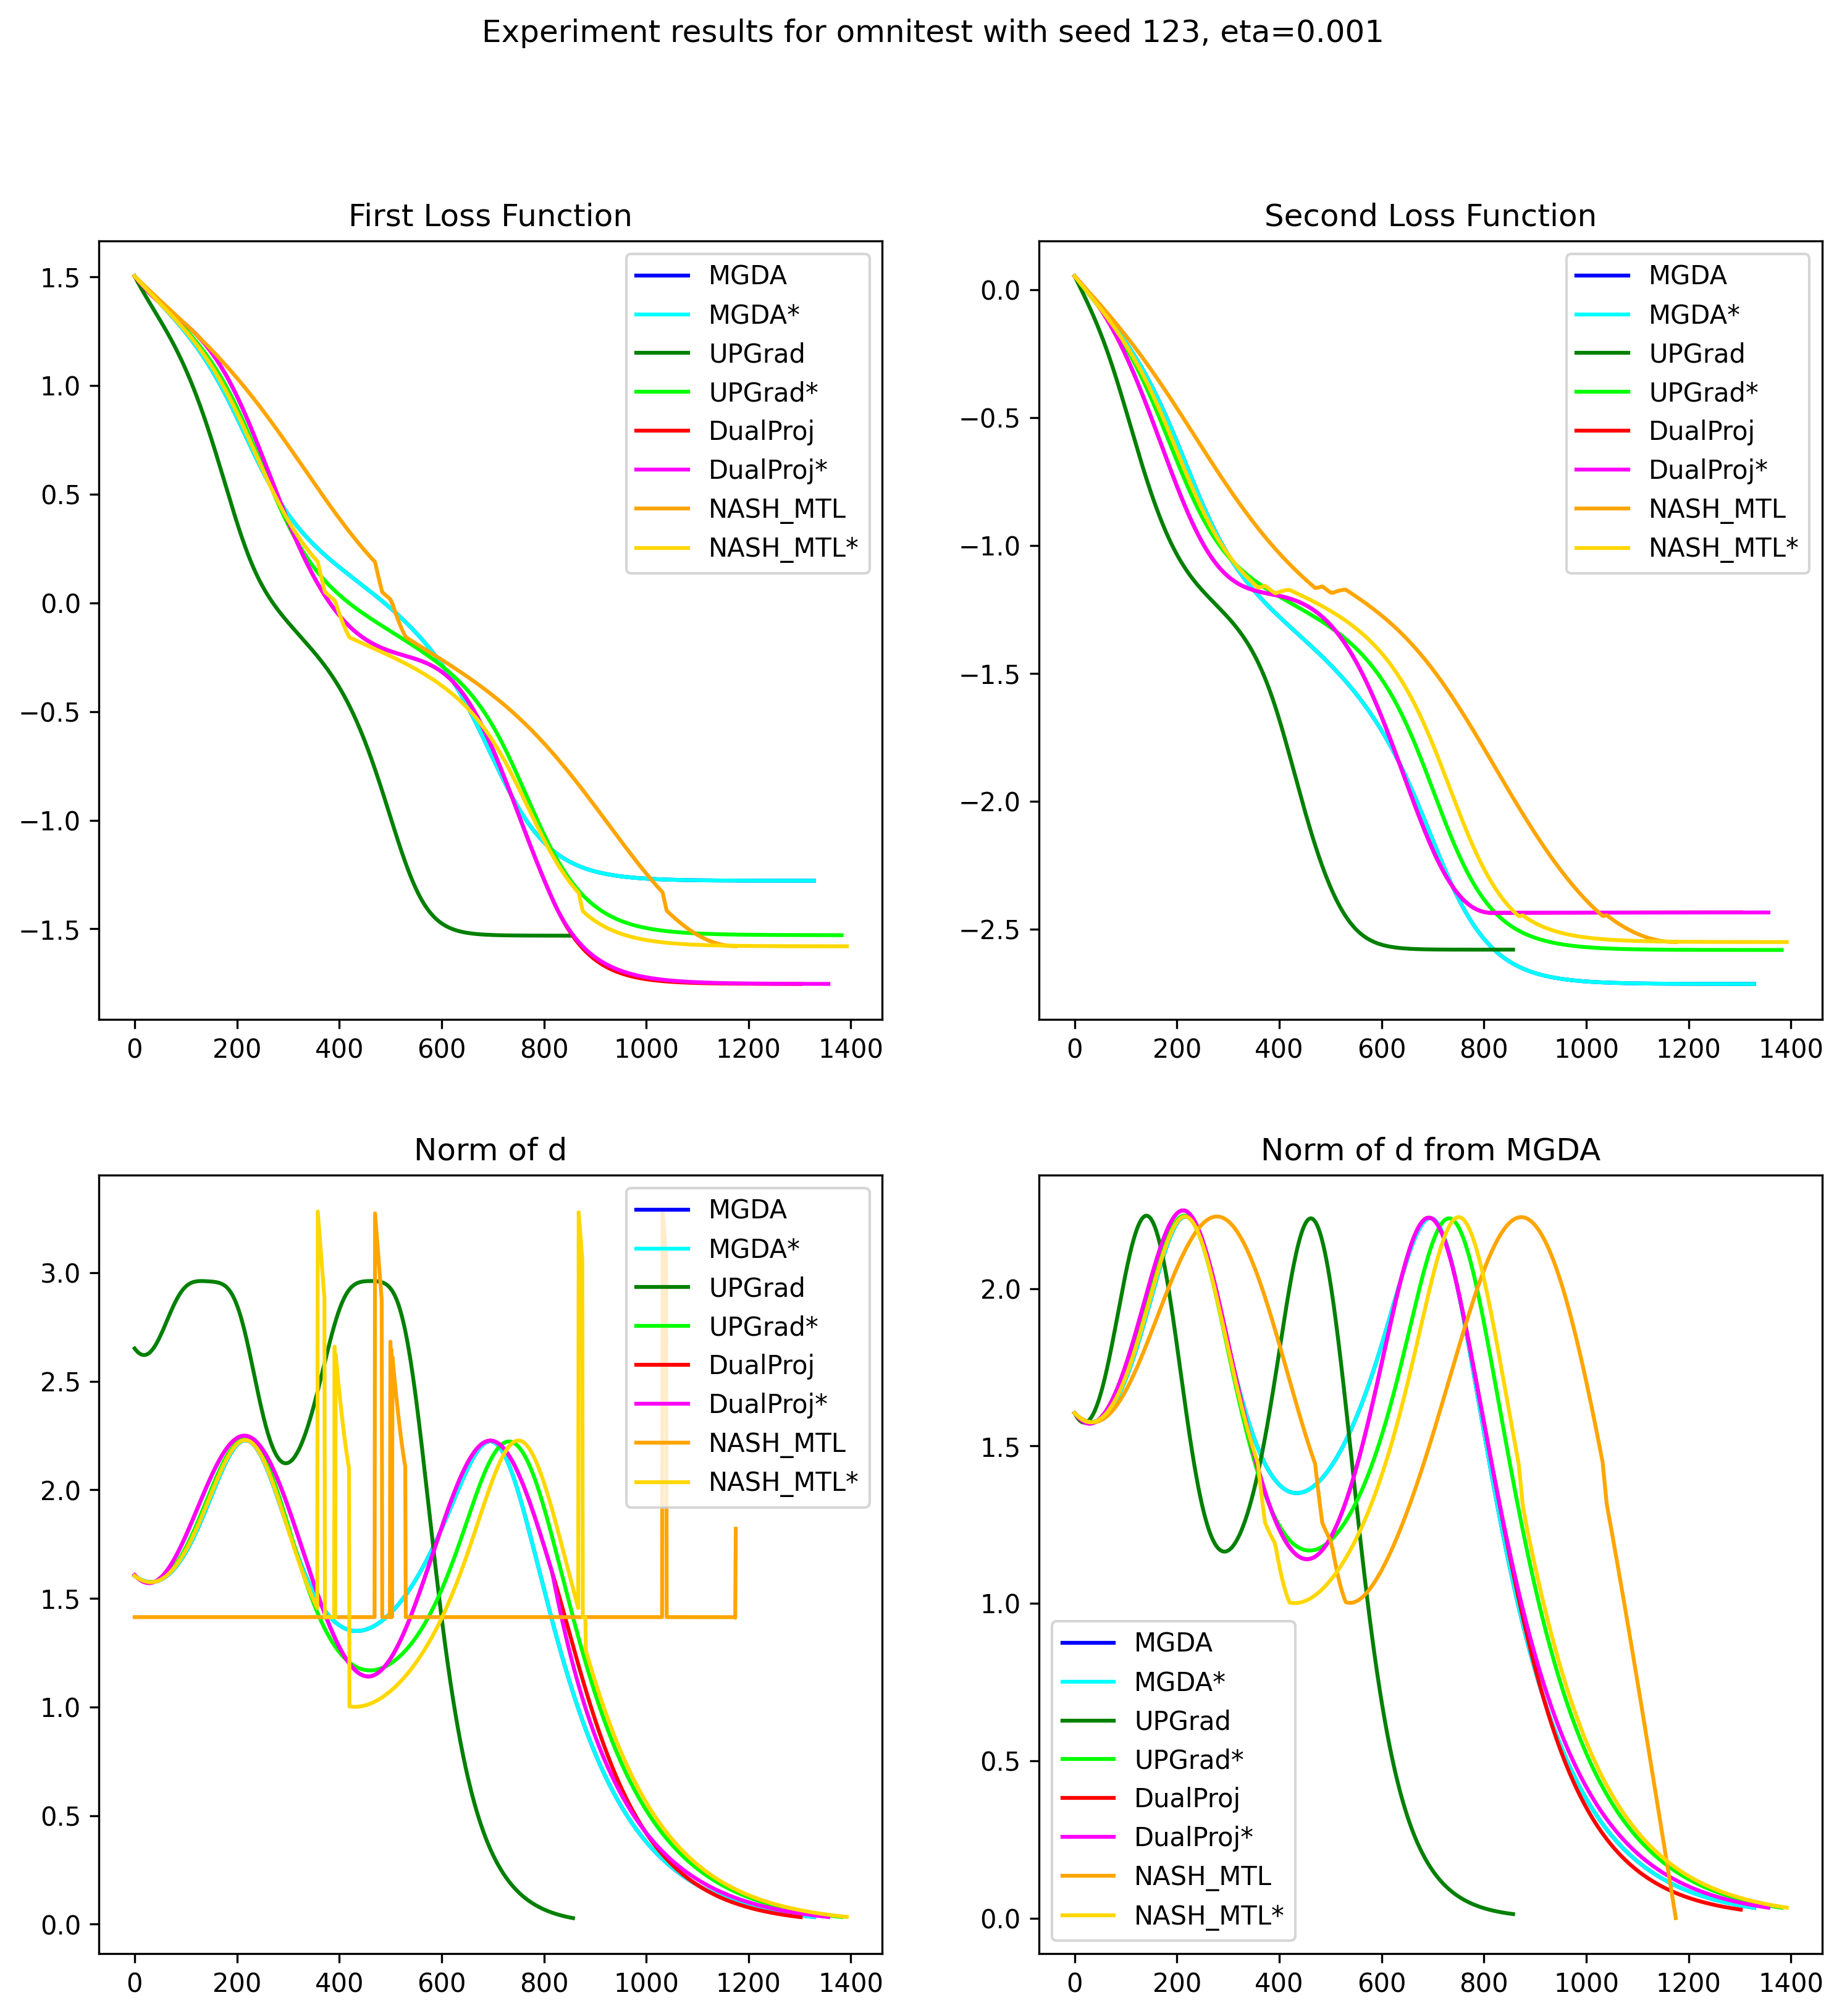 Experiment results for omnitest with seed 123, eta=0.001
First Loss Function
1.5
1.0
0.5
0.0
−0.5
−1.0
−1.5
0 200 400 600 800 1000 1200 1400
MGDA
MGDA*
UPGrad
UPGrad*
DualProj
DualProj*
NASH_MTL
NASH_MTL*
Second Loss Function
0.0
−0.5
−1.0
−1.5
−2.0
−2.5
0 200 400 600 800 1000 1200 1400
MGDA
MGDA*
UPGrad
UPGrad*
DualProj
DualProj*
NASH_MTL
NASH_MTL*
Norm of d
3.0
2.5
2.0
1.5
1.0
0.5
0.0
0 200 400 600 800 1000 1200 1400
MGDA
MGDA*
UPGrad
UPGrad*
DualProj
DualProj*
NASH_MTL
NASH_MTL*
Norm of d from MGDA
2.0
1.5
1.0
0.5
0.0
0 200 400 600 800 1000 1200 1400
MGDA
MGDA*
UPGrad
UPGrad*
DualProj
DualProj*
NASH_MTL
NASH_MTL*